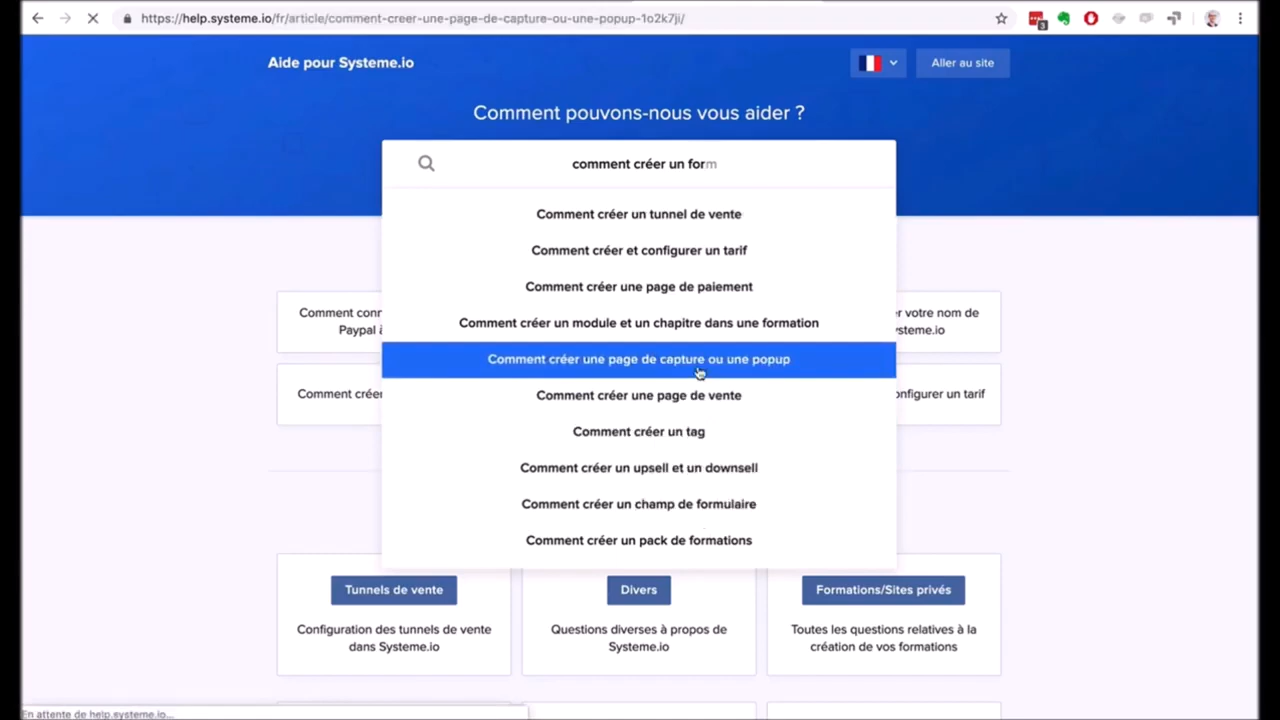 https://help.systeme.io/fr/article/comment-creer-une-page-de-capture-ou-une-popup-1o2k7ji/
3
Aide pour Systeme.io
Aller au site
Comment pouvons-nous vous aider ?
comment créer un form
Comment créer un tunnel de vente
Comment créer et configurer un tarif
Comment créer une page de paiement
Comment créer un module et un chapitre dans une formation
Comment créer une page de capture ou une popup
Comment créer une page de vente
Comment créer un tag
Comment créer un upsell et un downsell
Comment créer un champ de formulaire
Comment créer un pack de formations
Comment conn
Paypal à
r votre nom de
ysteme.io
Comment créer
onfigurer un tarif
Tunnels de vente
Configuration des tunnels de vente
dans Systeme.io
Divers
Questions diverses à propos de
Systeme.io
Formations/Sites privés
Toutes les questions relatives à la
création de vos formations
En attente de help.systeme.io...